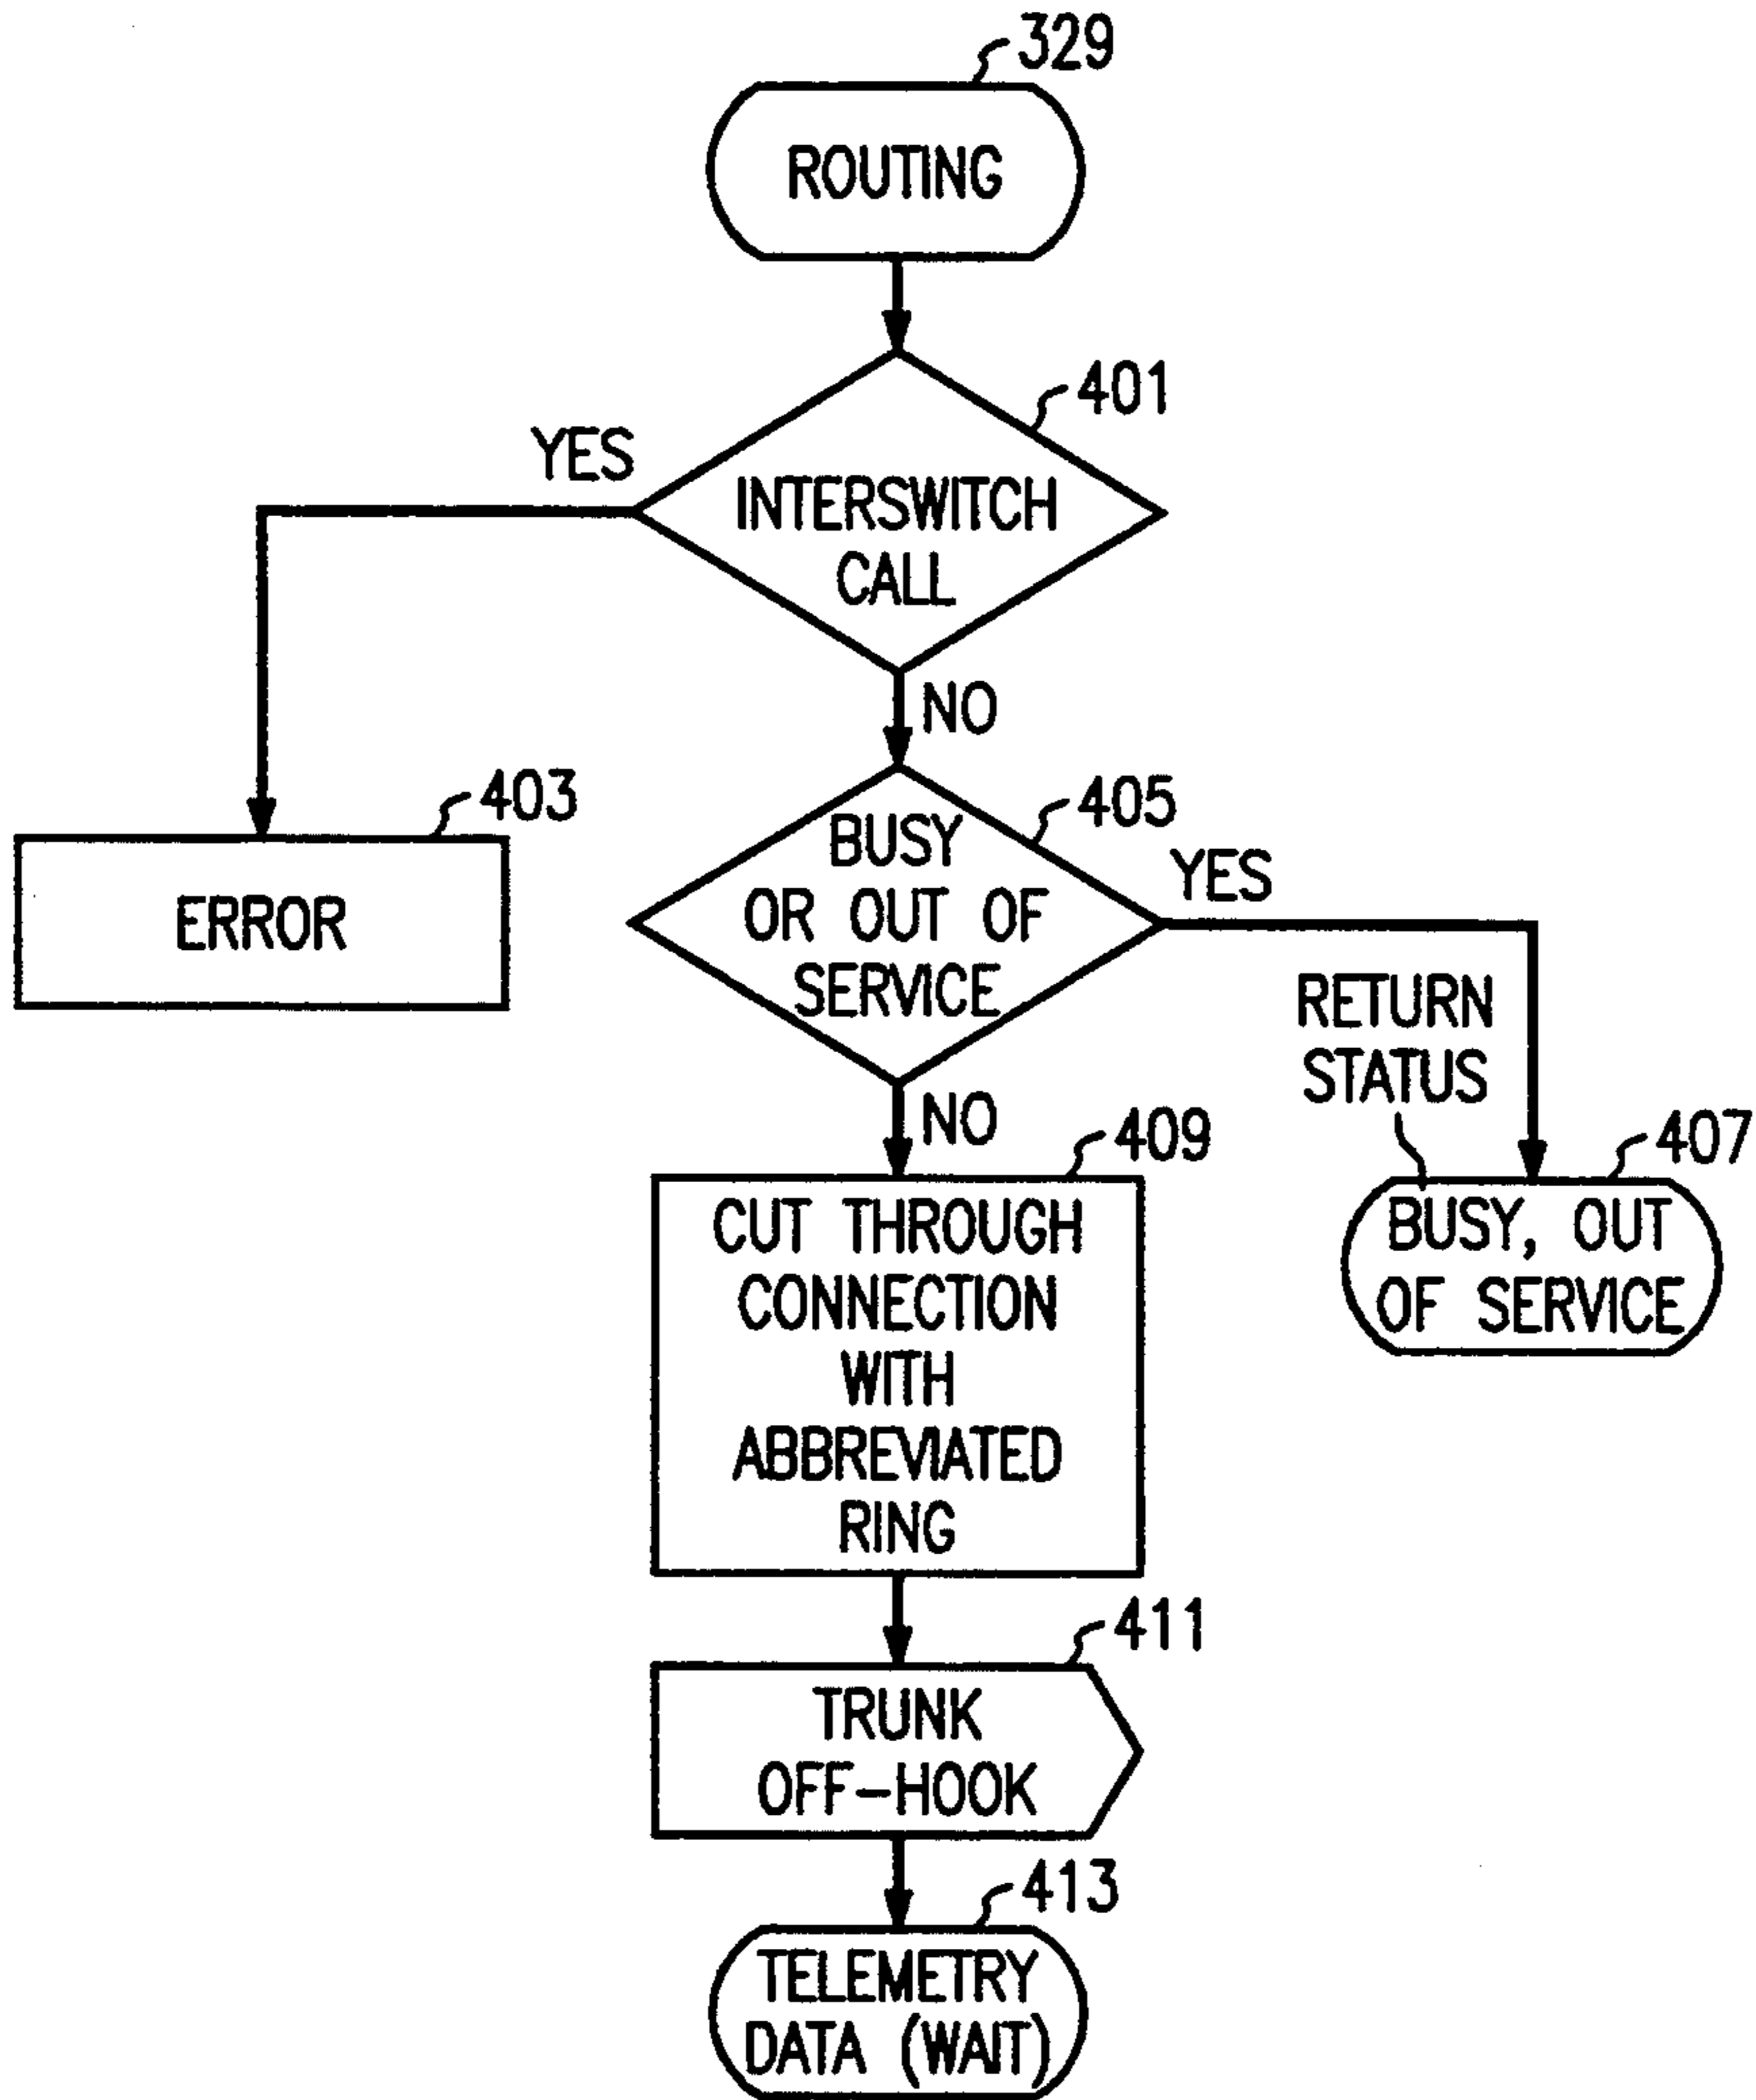 329
ROUTING
401
YES
INTERSWITCH
CALL
NO
403
ERROR
405
BUSY
OR OUT OF
SERVICE
YES
RETURN
STATUS
407
BUSY, OUT
OF SERVICE
NO
409
CUT THROUGH
CONNECTION
WITH
ABBREVIATED
RING
411
TRUNK
OFF-HOOK
413
TELEMETRY
DATA (WAIT)